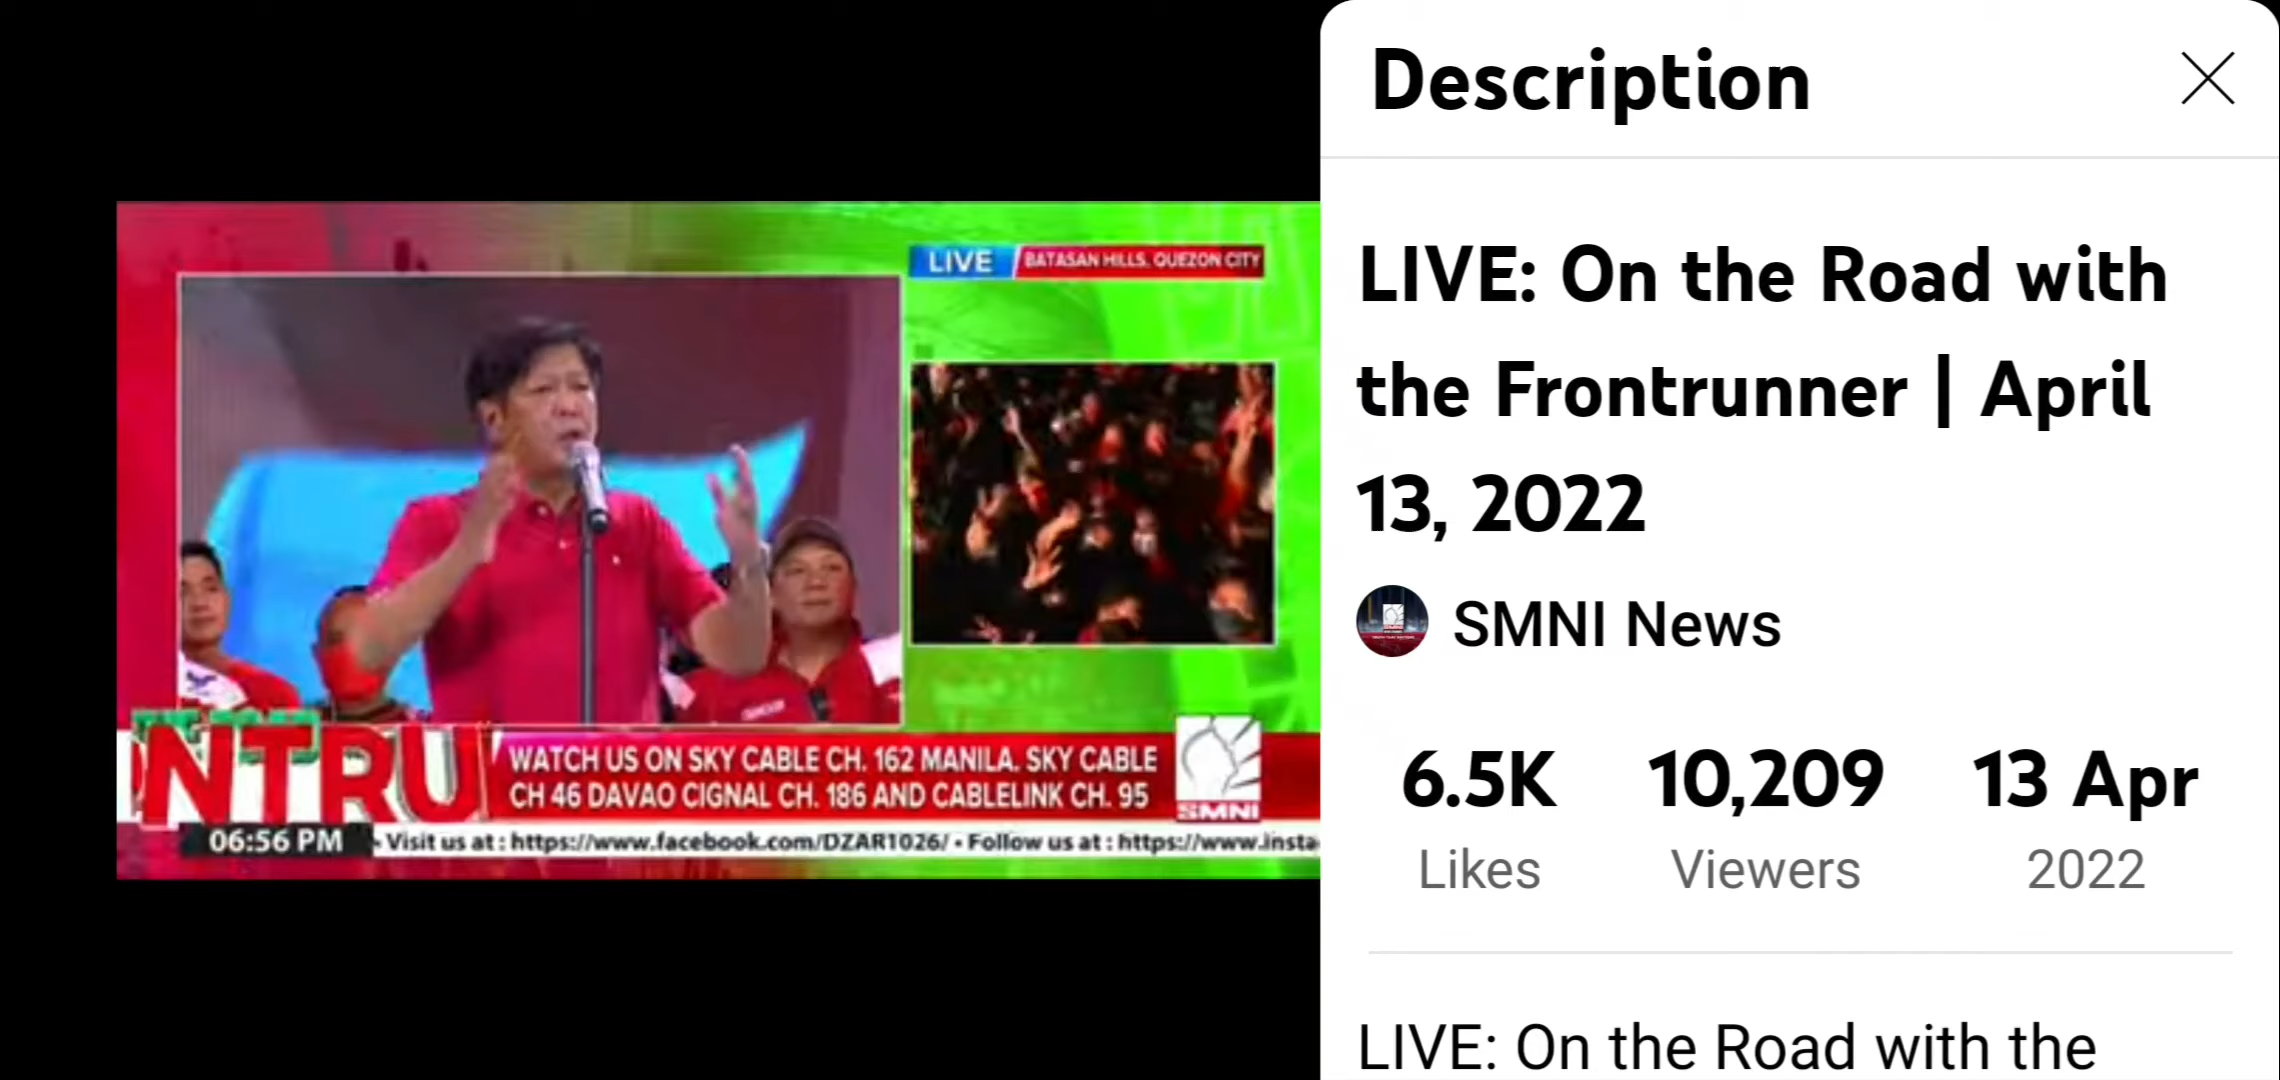 LIVE BATASAN HILLS, QUEZON CITY
NTRU
WATCH US ON SKY CABLE CH. 162 MANILA. SKY CABLE
CH 46 DAVAO CIGNAL CH. 186 AND CABLELINK CH. 95
SMNI
06:56 PM • Visit us at : https://www.facebook.com/DZAR1026/ • Follow us at : https://www.insta
Description
LIVE: On the Road with
the Frontrunner | April
13, 2022
SMNI News
6.5K 10,209 13 Apr
Likes Viewers 2022
LIVE: On the Road with the